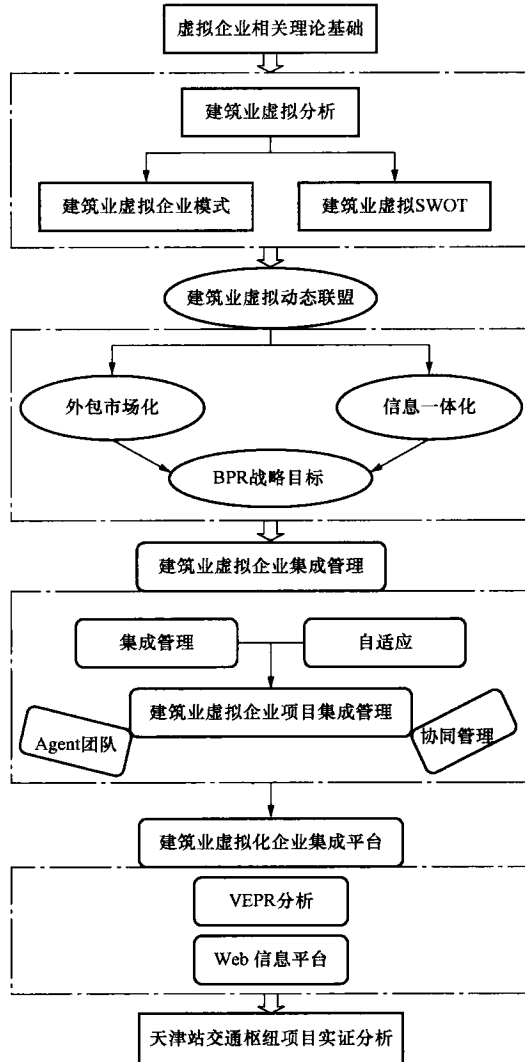 虚拟企业相关理论基础
建筑业虚拟分析
建筑业虚拟企业模式
建筑业虚拟SWOT
建筑业虚拟动态联盟
外包市场化
信息一体化
BPR战略目标
建筑业虚拟企业集成管理
集成管理
自适应
建筑业虚拟企业项目集成管理
Agent团队
协同管理
建筑业虚拟化企业集成平台
VEPR分析
Web 信息平台
天津站交通枢纽项目实证分析